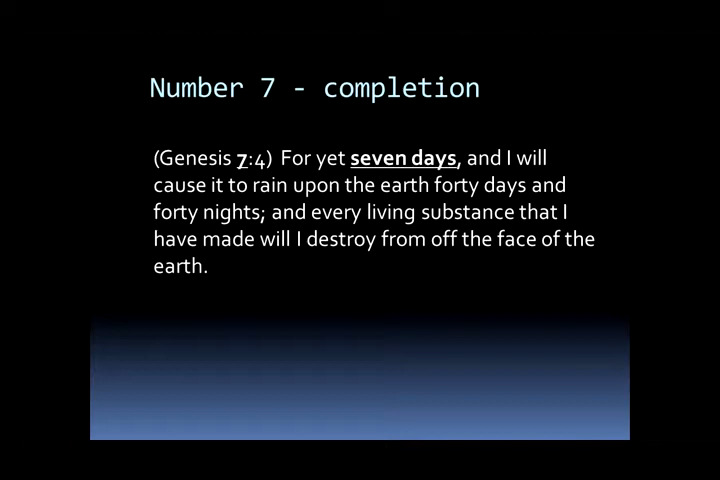 Number 7 - completion
(Genesis 7:4) For yet seven days, and I will
cause it to rain upon the earth forty days and
forty nights; and every living substance that I
have made will I destroy from off the face of the
earth.